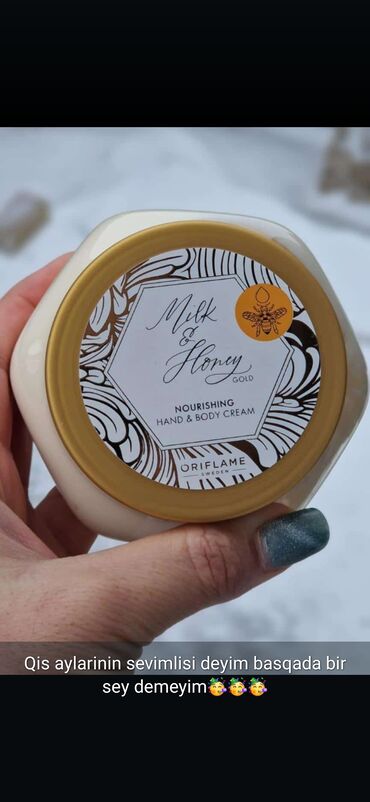 Milk
&
Honey
GOLD
NOURISHING
HAND & BODY CREAM
ORIFLAME
SWEDEN
Qis aylarinin sevimlisi deyim basqada bir
sey demeyim🥳🥳🥳